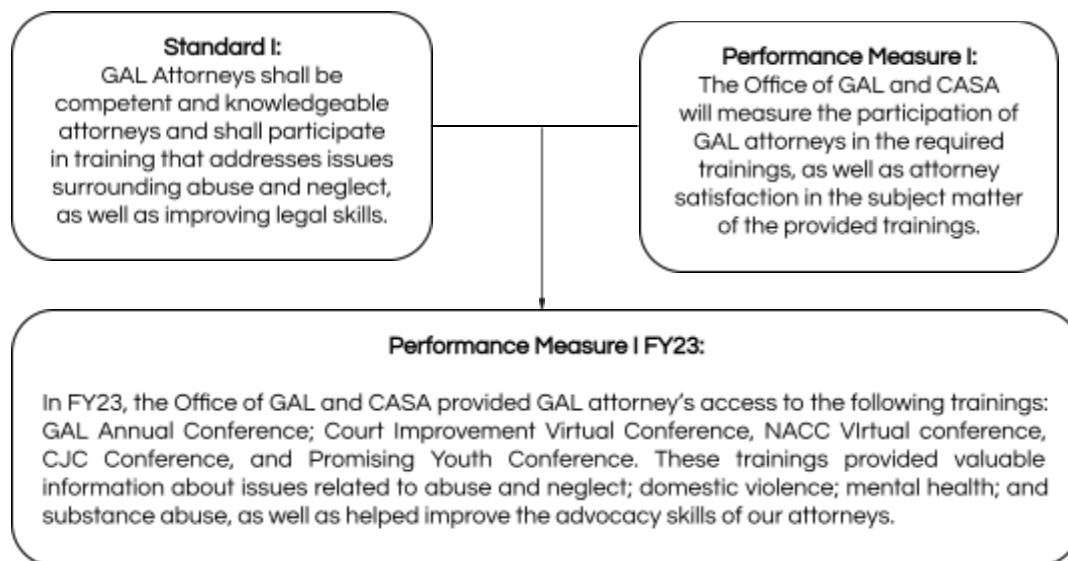 Standard I:
GAL Attorneys shall be
competent and knowledgeable
attorneys and shall participate
in training that addresses issues
surrounding abuse and neglect,
as well as improving legal skills.
Performance Measure I:
The Office of GAL and CASA
will measure the participation of
GAL attorneys in the required
trainings, as well as attorney
satisfaction in the subject matter
of the provided trainings.
Performance Measure I FY23:
In FY23, the Office of GAL and CASA provided GAL attorney's access to the following trainings:
GAL Annual Conference; Court Improvement Virtual Conference, NACC VIrtual conference,
CJC Conference, and Promising Youth Conference. These trainings provided valuable
information about issues related to abuse and neglect; domestic violence; mental health; and
substance abuse, as well as helped improve the advocacy skills of our attorneys.